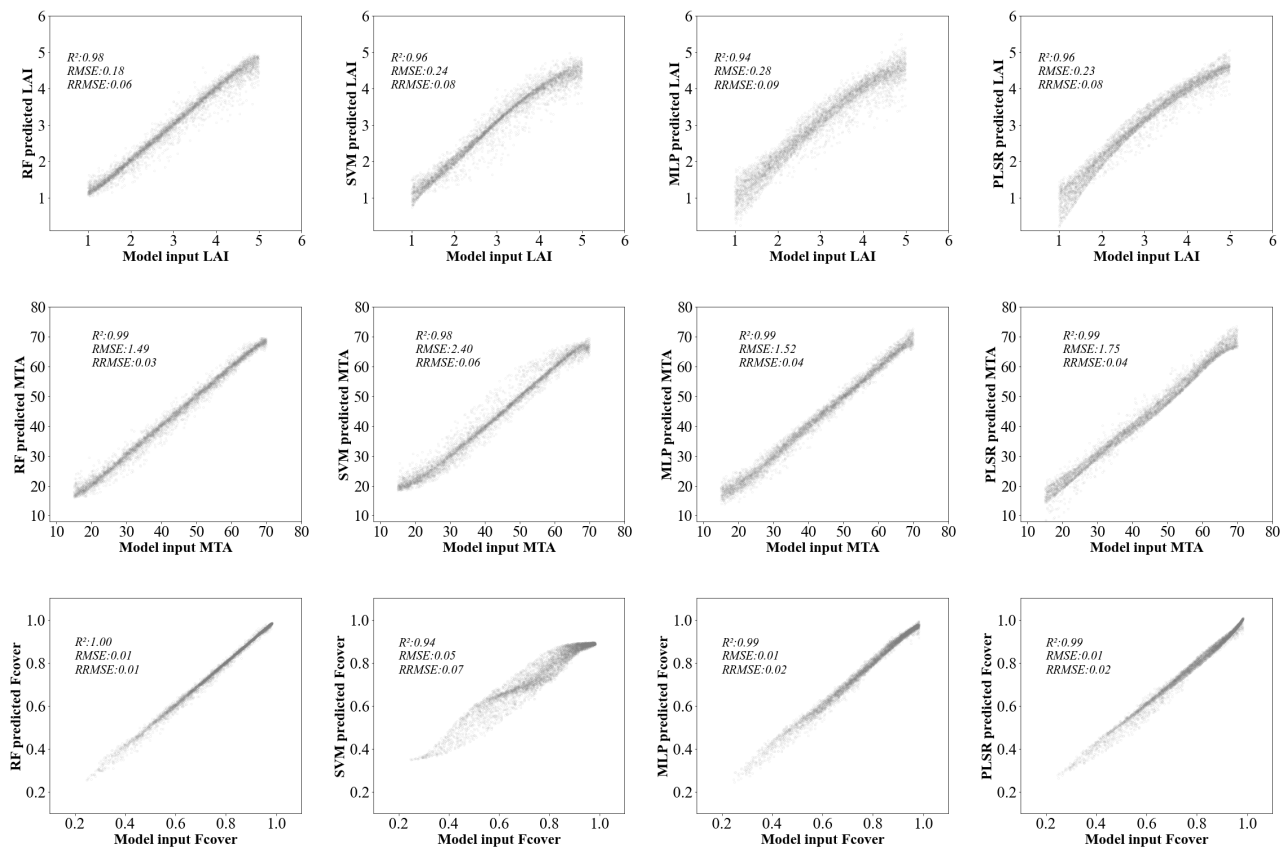 6
5
4
3
2
1
RF predicted LAI
R²:0.98
RMSE:0.18
RRMSE:0.06
1 2 3 4 5 6
Model input LAI
6
5
4
3
2
1
SVM predicted LAI
R²:0.96
RMSE:0.24
RRMSE:0.08
1 2 3 4 5 6
Model input LAI
6
5
4
3
2
1
MLP predicted LAI
R²:0.94
RMSE:0.28
RRMSE:0.09
1 2 3 4 5 6
Model input LAI
6
5
4
3
2
1
PLSR predicted LAI
R²:0.96
RMSE:0.23
RRMSE:0.08
1 2 3 4 5 6
Model input LAI
80
70
60
50
40
30
20
10
RF predicted MTA
R²:0.99
RMSE:1.49
RRMSE:0.03
10 20 30 40 50 60 70 80
Model input MTA
80
70
60
50
40
30
20
10
SVM predicted MTA
R²:0.98
RMSE:2.40
RRMSE:0.06
10 20 30 40 50 60 70 80
Model input MTA
80
70
60
50
40
30
20
10
MLP predicted MTA
R²:0.99
RMSE:1.52
RRMSE:0.04
10 20 30 40 50 60 70 80
Model input MTA
80
70
60
50
40
30
20
10
PLSR predicted MTA
R²:0.99
RMSE:1.75
RRMSE:0.04
10 20 30 40 50 60 70 80
Model input MTA
1.0
0.8
0.6
0.4
0.2
RF predicted Fcover
R²:1.00
RMSE:0.01
RRMSE:0.01
0.2 0.4 0.6 0.8 1.0
Model input Fcover
1.0
0.8
0.6
0.4
0.2
SVM predicted Fcover
R²:0.94
RMSE:0.05
RRMSE:0.07
0.2 0.4 0.6 0.8 1.0
Model input Fcover
1.0
0.8
0.6
0.4
0.2
MLP predicted Fcover
R²:0.99
RMSE:0.01
RRMSE:0.02
0.2 0.4 0.6 0.8 1.0
Model input Fcover
1.0
0.8
0.6
0.4
0.2
PLSR predicted Fcover
R²:0.99
RMSE:0.01
RRMSE:0.02
0.2 0.4 0.6 0.8 1.0
Model input Fcover